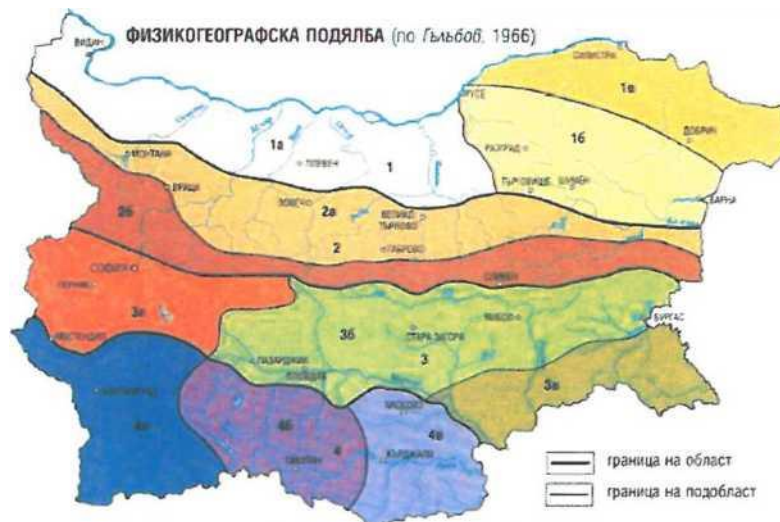 ФИЗИКОГЕОГРАФСКА ПОДЯЛБА (по Гълъбов, 1966)
ВИДИН
СИЛИСТРА
1в
РУСЕ
ДОБРИЧ
1б
РАЗГРАД
МОНТАНА
1а
ПЛЕВЕН
1
ТЪРГОВИЩЕ
ШУМЕН
ВАРНА
ВРАЦА
ЛОВЕЧ
2а
ВЕЛИКО
ТЪРНОВО
2б
2
ГАБРОВО
СОФИЯ
СЛИВЕН
ПЕРНИК
3а
КЮСТЕНДИЛ
3б
СТАРА ЗАГОРА
ЯМБОЛ
БУРГАС
3
ПАЗАРДЖИК
ПЛОВДИВ
3в
ХАСКОВО
4а
4б
4
4в
КЪРДЖАЛИ
СМОЛЯН
граница на област
граница на подобласт